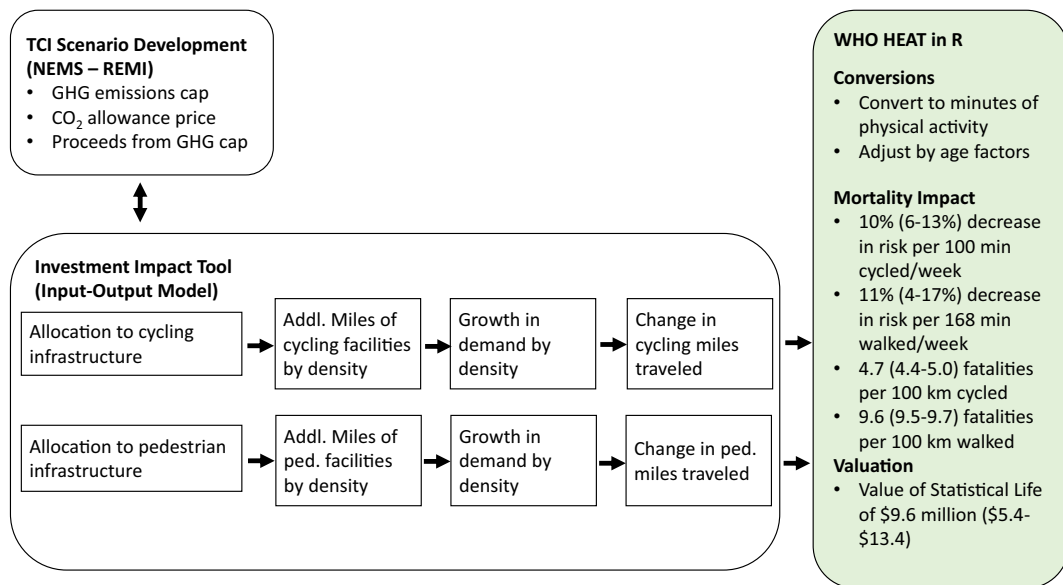 TCI Scenario Development
(NEMS – REMI)
• GHG emissions cap
• CO₂ allowance price
• Proceeds from GHG cap
Investment Impact Tool
(Input-Output Model)
Allocation to cycling
infrastructure
Addl. Miles of
cycling facilities
by density
Growth in
demand by
density
Change in
cycling miles
traveled
Allocation to pedestrian
infrastructure
Addl. Miles of
ped. facilities
by density
Growth in
demand by
density
Change in ped.
miles traveled
WHO HEAT in R
Conversions
• Convert to minutes of
physical activity
• Adjust by age factors
Mortality Impact
• 10% (6-13%) decrease
in risk per 100 min
cycled/week
• 11% (4-17%) decrease
in risk per 168 min
walked/week
• 4.7 (4.4-5.0) fatalities
per 100 km cycled
• 9.6 (9.5-9.7) fatalities
per 100 km walked
Valuation
• Value of Statistical Life
of $9.6 million ($5.4-
$13.4)